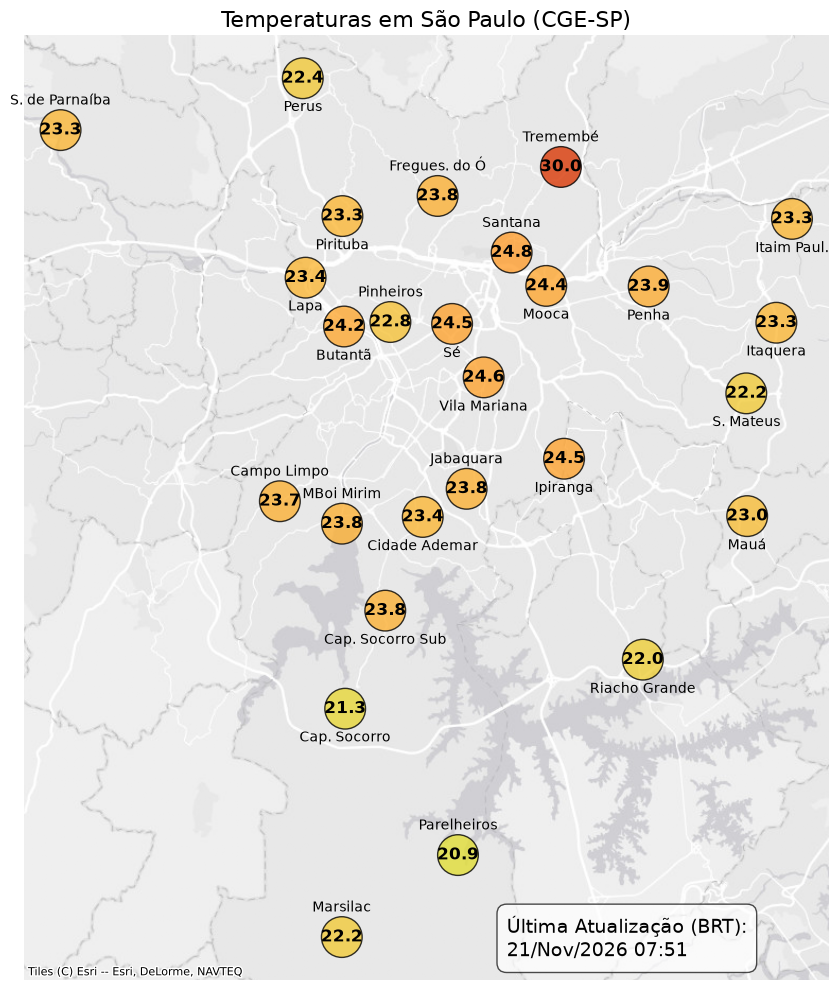 Temperaturas em São Paulo (CGE-SP)
22.4
Perus
S. de Parnaíba
23.3
Tremembé
30.0
Fregues. do Ó
23.8
23.3
Pirituba
23.3
Itaim Paul.
Santana
24.8
23.4
Lapa
24.4
Mooca
23.9
Penha
Pinheiros
22.8
24.2
Butantã
24.5
Sé
23.3
Itaquera
24.6
Vila Mariana
22.2
S. Mateus
24.5
Ipiranga
Jabaquara
23.8
Campo Limpo
23.7
MBoi Mirim
23.8
23.4
Cidade Ademar
23.0
Mauá
23.8
Cap. Socorro Sub
22.0
Riacho Grande
21.3
Cap. Socorro
Parelheiros
20.9
Marsilac
22.2
Última Atualização (BRT):
21/Nov/2026 07:51
Tiles (C) Esri -- Esri, DeLorme, NAVTEQ